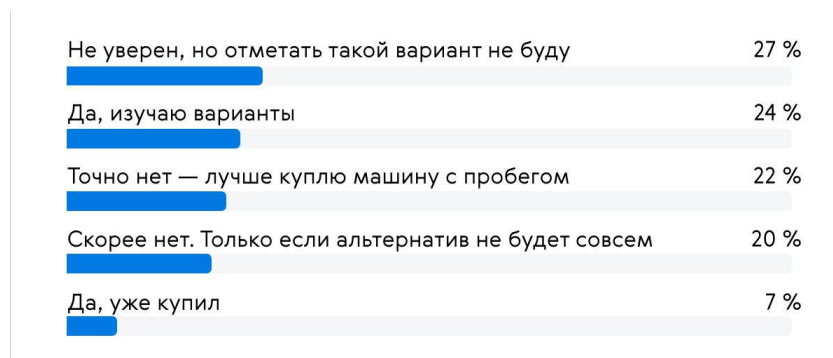 Не уверен, но отметать такой вариант не буду 27 %
Да, изучаю варианты 24 %
Точно нет — лучше куплю машину с пробегом 22 %
Скорее нет. Только если альтернатив не будет совсем 20 %
Да, уже купил 7 %